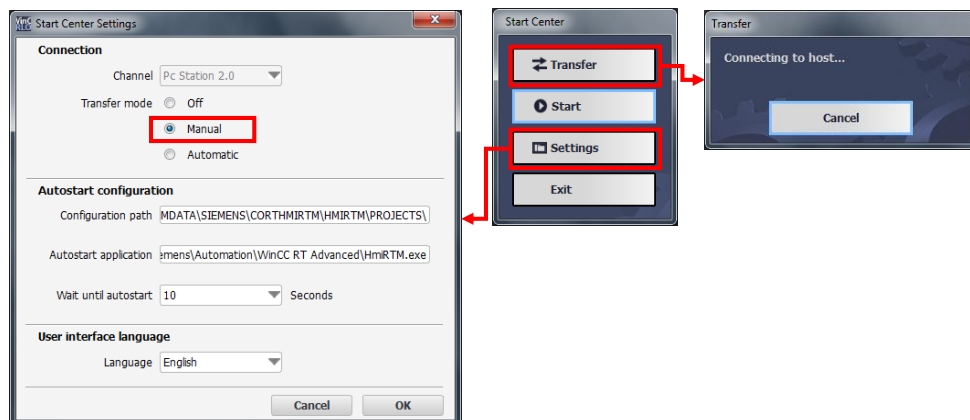 Start Center Settings
Connection
Channel Pc Station 2.0
Transfer mode Off
Manual
Automatic
Autostart configuration
Configuration path MDATA\SIEMENS\CORTHMIRTM\HMIRTM\PROJECTS\
Autostart application emens\Automation\WinCC RT Advanced\HmiRTM.exe
Wait until autostart 10 Seconds
User interface language
Language English
Cancel OK
Start Center
Transfer
Start
Settings
Exit
Transfer
Connecting to host...
Cancel